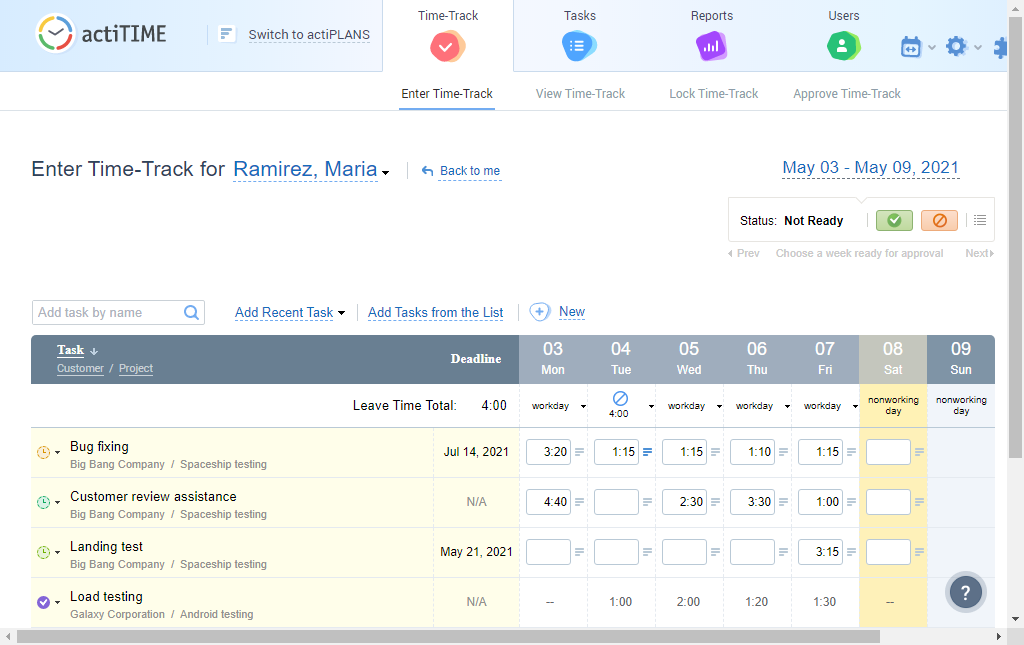 actiTIME
Switch to actiPLANS
Time-Track
Tasks
Reports
Users
Enter Time-Track
View Time-Track
Lock Time-Track
Approve Time-Track
Enter Time-Track for Ramirez, Maria
Back to me
May 03 - May 09, 2021
Status: Not Ready
Prev Choose a week ready for approval Next
Add task by name
Add Recent Task
Add Tasks from the List
New
Task
Customer / Project
Deadline
03 Mon
04 Tue
05 Wed
06 Thu
07 Fri
08 Sat
09 Sun
Leave Time Total: 4:00
workday
4:00
workday
workday
workday
nonworking day
nonworking day
Bug fixing
Big Bang Company / Spaceship testing
Jul 14, 2021 3:20 1:15 1:15 1:10 1:15
Customer review assistance
Big Bang Company / Spaceship testing
N/A 4:40 2:30 3:30 1:00
Landing test
Big Bang Company / Spaceship testing
May 21, 2021 3:15
Load testing
Galaxy Corporation / Android testing
N/A -- 1:00 2:00 1:20 1:30 --
?